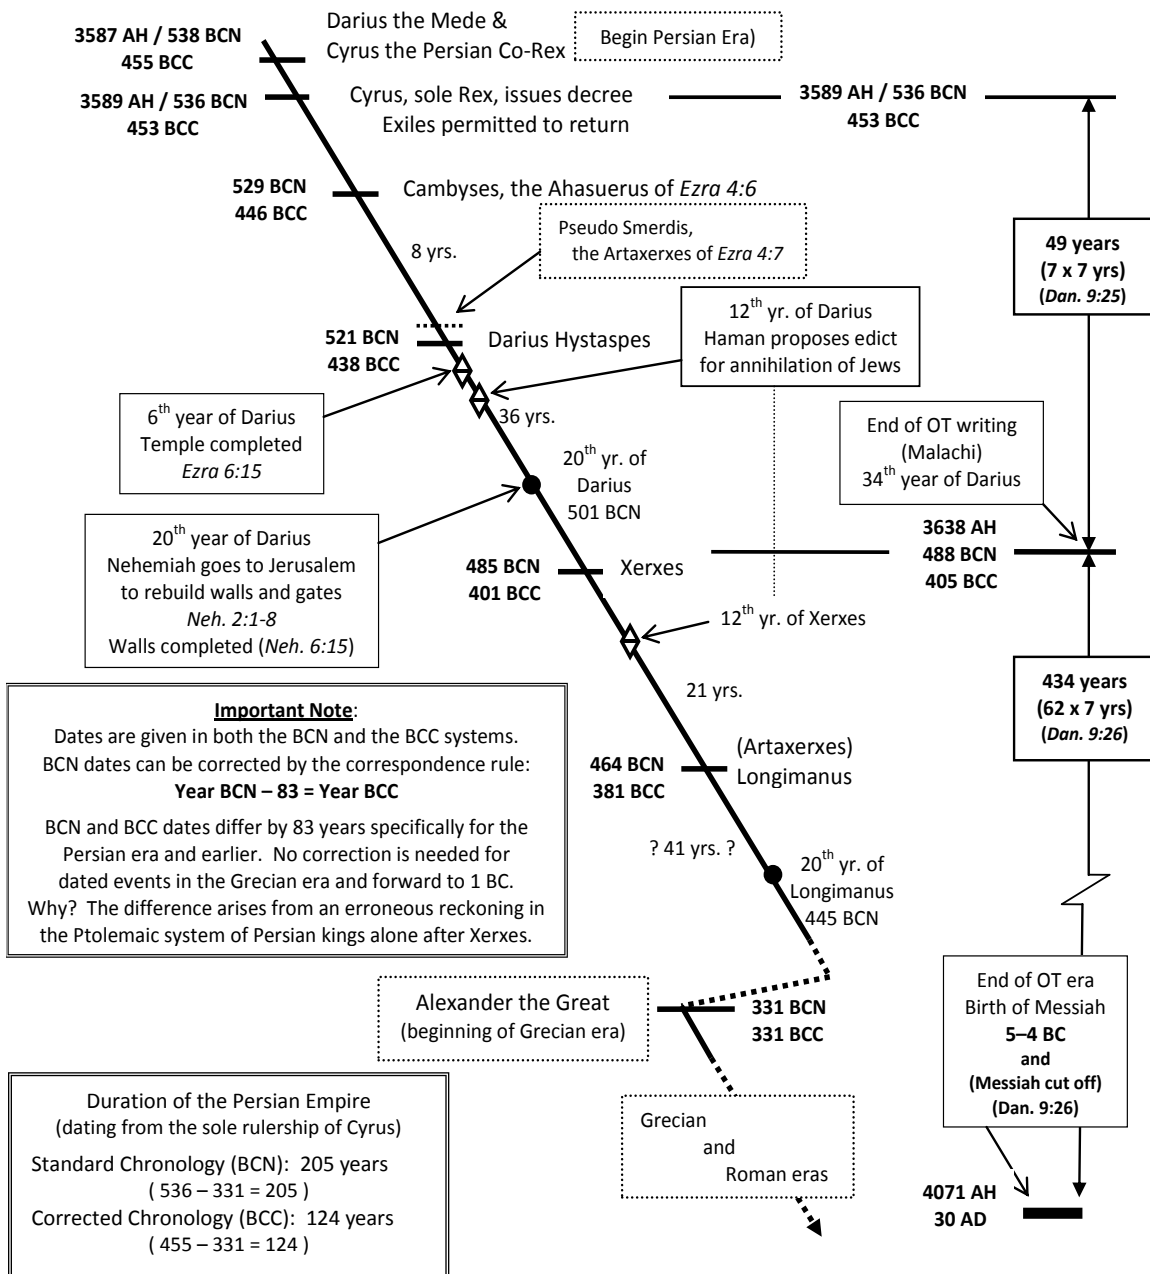 3587 AH / 538 BCN
455 BCC
Darius the Mede &
Cyrus the Persian Co-Rex
Begin Persian Era)
3589 AH / 536 BCN
453 BCC
Cyrus, sole Rex, issues decree
Exiles permitted to return
3589 AH / 536 BCN
453 BCC
529 BCN
446 BCC
Cambyses, the Ahasuerus of Ezra 4:6
Pseudo Smerdis,
the Artaxerxes of Ezra 4:7
8 yrs.
49 years
(7 x 7 yrs)
(Dan. 9:25)
12th yr. of Darius
Haman proposes edict
for annihilation of Jews
521 BCN
438 BCC
Darius Hystaspes
6th year of Darius
Temple completed
Ezra 6:15
36 yrs.
End of OT writing
(Malachi)
34th year of Darius
20th yr. of
Darius
501 BCN
20th year of Darius
Nehemiah goes to Jerusalem
to rebuild walls and gates
Neh. 2:1-8
Walls completed (Neh. 6:15)
3638 AH
488 BCN
405 BCC
485 BCN
401 BCC
Xerxes
12th yr. of Xerxes
434 years
(62 x 7 yrs)
(Dan. 9:26)
21 yrs.
Important Note:
Dates are given in both the BCN and the BCC systems.
BCN dates can be corrected by the correspondence rule:
Year BCN – 83 = Year BCC
BCN and BCC dates differ by 83 years specifically for the
Persian era and earlier. No correction is needed for
dated events in the Grecian era and forward to 1 BC.
Why? The difference arises from an erroneous reckoning in
the Ptolemaic system of Persian kings alone after Xerxes.
464 BCN
381 BCC
(Artaxerxes)
Longimanus
? 41 yrs. ?
20th yr. of
Longimanus
445 BCN
Alexander the Great
(beginning of Grecian era)
331 BCN
331 BCC
End of OT era
Birth of Messiah
5–4 BC
and
(Messiah cut off)
(Dan. 9:26)
Duration of the Persian Empire
(dating from the sole rulership of Cyrus)
Standard Chronology (BCN): 205 years
( 536 – 331 = 205 )
Corrected Chronology (BCC): 124 years
( 455 – 331 = 124 )
Grecian
and
Roman eras
4071 AH
30 AD